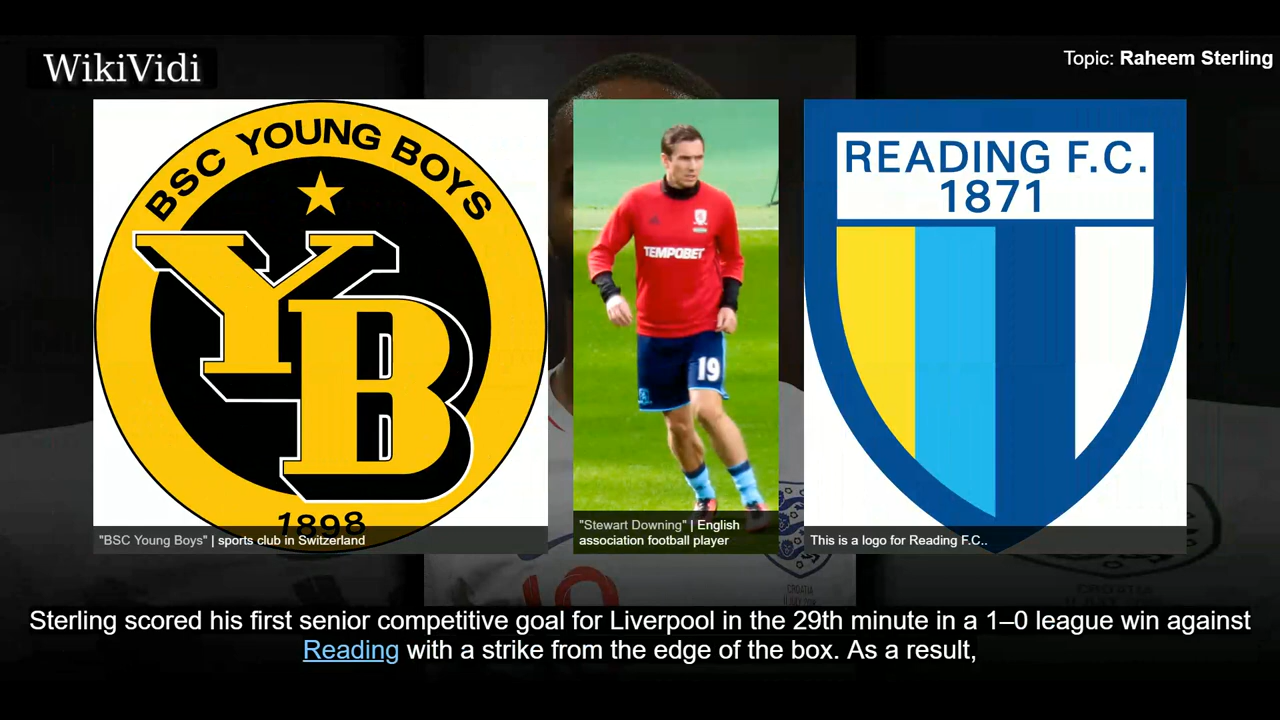 WikiVidi
Topic: Raheem Sterling
BSC YOUNG BOYS
YB
1898
"BSC Young Boys" | sports club in Switzerland
TEMPOBET
19
"Stewart Downing" | English
association football player
READING F.C.
1871
This is a logo for Reading F.C..
CROATIA
Sterling scored his first senior competitive goal for Liverpool in the 29th minute in a 1–0 league win against
Reading with a strike from the edge of the box. As a result,